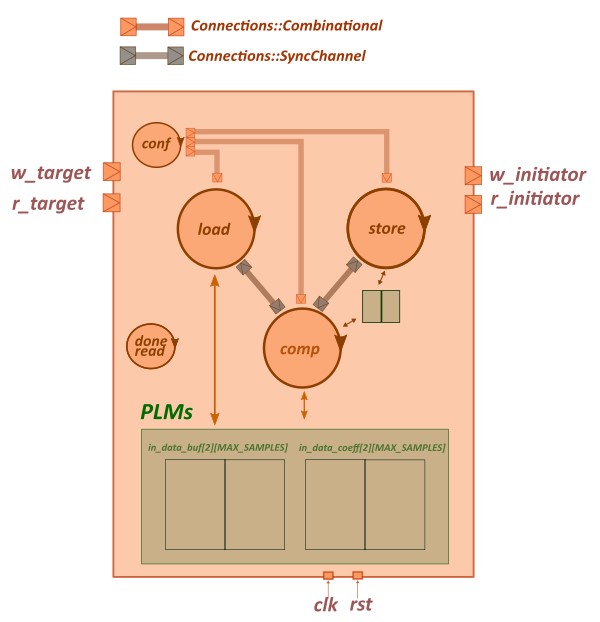 Connections::Combinational
Connections::SyncChannel
conf
w_target
r_target
w_initiator
r_initiator
load
store
comp
done
read
PLMs
in_data_buf[2][MAX_SAMPLES]
in_data_coeff[2][MAX_SAMPLES]
clk
rst